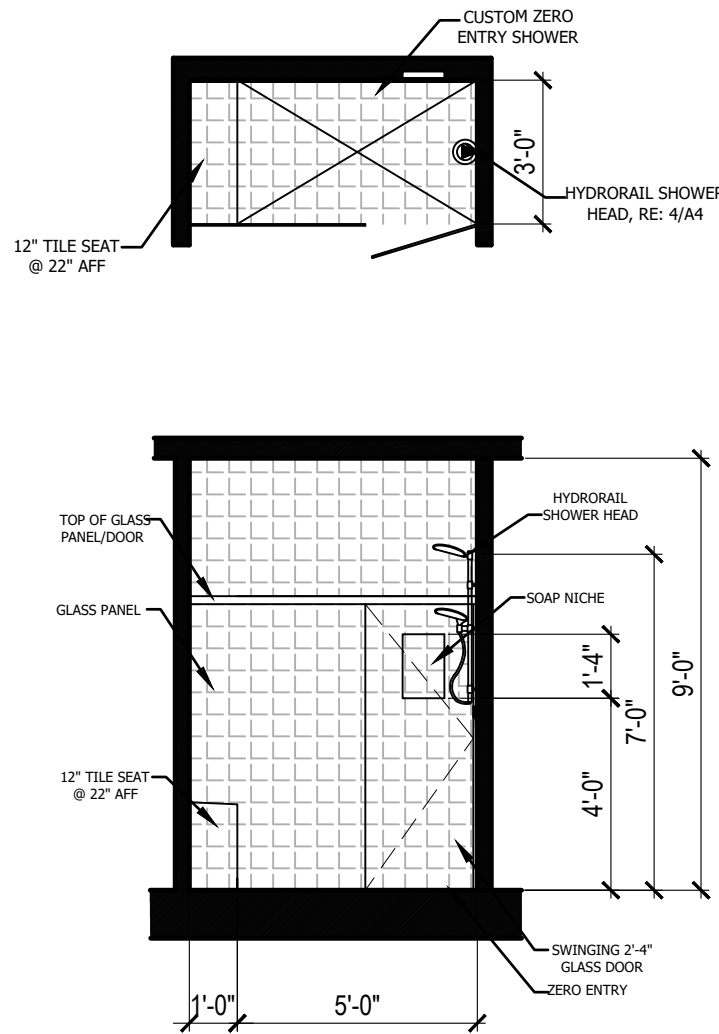 CUSTOM ZERO
ENTRY SHOWER
3'-0"
HYDRORAIL SHOWER
HEAD, RE: 4/A4
12" TILE SEAT
@ 22" AFF
HYDRORAIL
SHOWER HEAD
TOP OF GLASS
PANEL/DOOR
SOAP NICHE
GLASS PANEL
1'-4"
7'-0"
9'-0"
12" TILE SEAT
@ 22" AFF
4'-0"
SWINGING 2'-4"
GLASS DOOR
ZERO ENTRY
1'-0"
5'-0"